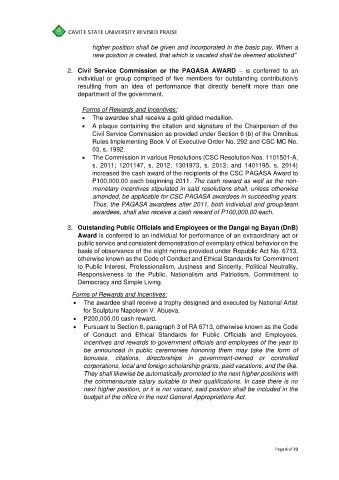 CAVITE STATE UNIVERSITY REVISED PRAISE
higher position shall be given and incorporated in the basic pay. When a
new position is created, that which is vacated shall be deemed abolished"
2. Civil Service Commission or the PAGASA AWARD – is conferred to an
individual or group comprised of five members for outstanding contribution/s
resulting from an idea of performance that directly benefit more than one
department of the government.
Forms of Rewards and Incentives:
• The awardee shall receive a gold-gilded medallion.
• A plaque containing the citation and signature of the Chairperson of the
Civil Service Commission as provided under Section 6 (b) of the Omnibus
Rules Implementing Book V of Executive Order No. 292 and CSC MC No.
03, s. 1992.
• The Commission in various Resolutions (CSC Resolution Nos. 1101501-A,
s. 2011; 1201147, s. 2012; 1301973, s. 2013; and 1401195, s. 2014)
increased the cash award of the recipients of the CSC PAGASA Award to
P100,000.00 each beginning 2011. The cash reward as well as the non-
monetary incentives stipulated in said resolutions shall, unless otherwise
amended, be applicable for CSC PAGASA awardees in succeeding years.
Thus, the PAGASA awardees after 2011, both individual and group/team
awardees, shall also receive a cash reward of P100,000.00 each.
3. Outstanding Public Officials and Employees or the Dangal ng Bayan (DnB)
Award is conferred to an individual for performance of an extraordinary act or
public service and consistent demonstration of exemplary ethical behavior on the
basis of observance of the eight norms provided under Republic Act No. 6713,
otherwise known as the Code of Conduct and Ethical Standards for Commitment
to Public Interest, Professionalism, Justness and Sincerity, Political Neutrality,
Responsiveness to the Public, Nationalism and Patriotism, Commitment to
Democracy and Simple Living.
Forms of Rewards and Incentives:
• The awardee shall receive a trophy designed and executed by National Artist
for Sculpture Napoleon V. Abueva.
• P200,000.00 cash reward.
• Pursuant to Section 6, paragraph 3 of RA 6713, otherwise known as the Code
of Conduct and Ethical Standards for Public Officials and Employees,
incentives and rewards to government officials and employees of the year to
be announced in public ceremonies honoring them may take the form of
bonuses, citations, directorships in government-owned or controlled
corporations, local and foreign scholarship grants, paid vacations, and the like.
They shall likewise be automatically promoted to the next higher positions with
the commensurate salary suitable to their qualifications. In case there is no
next higher position, or it is not vacant, said position shall be included in the
budget of the office in the next General Appropriations Act.